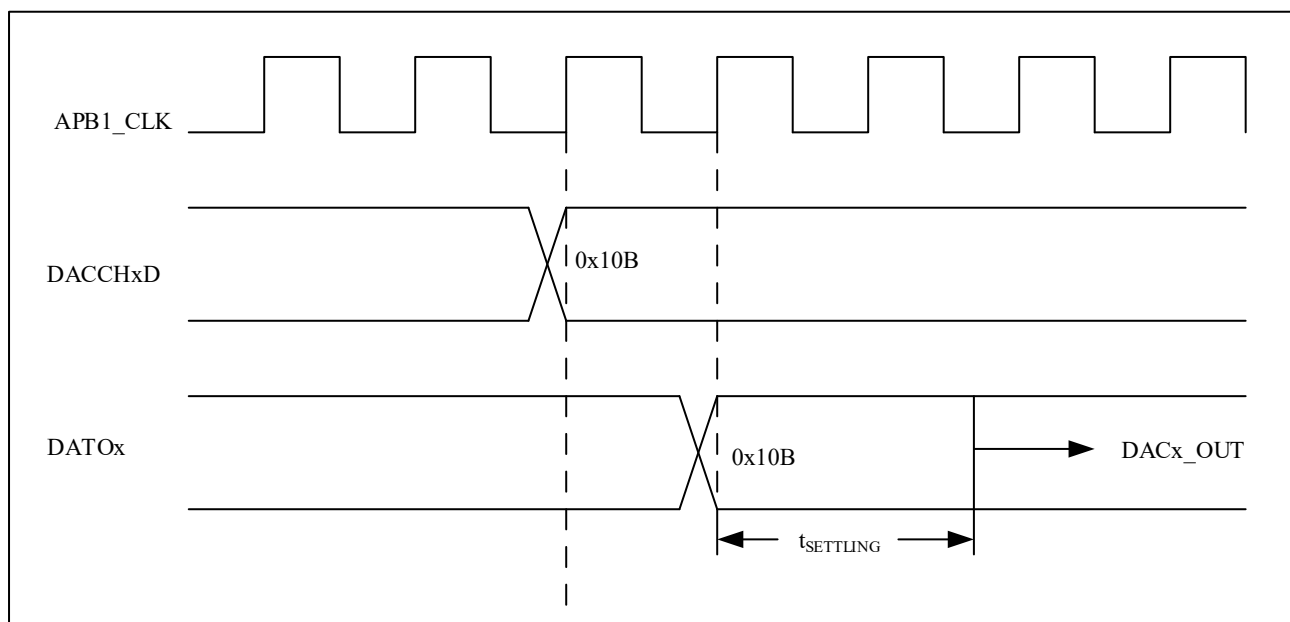 APB1_CLK
DACCHxD
0x10B
DATOx
0x10B
DACx_OUT
tSETTLING